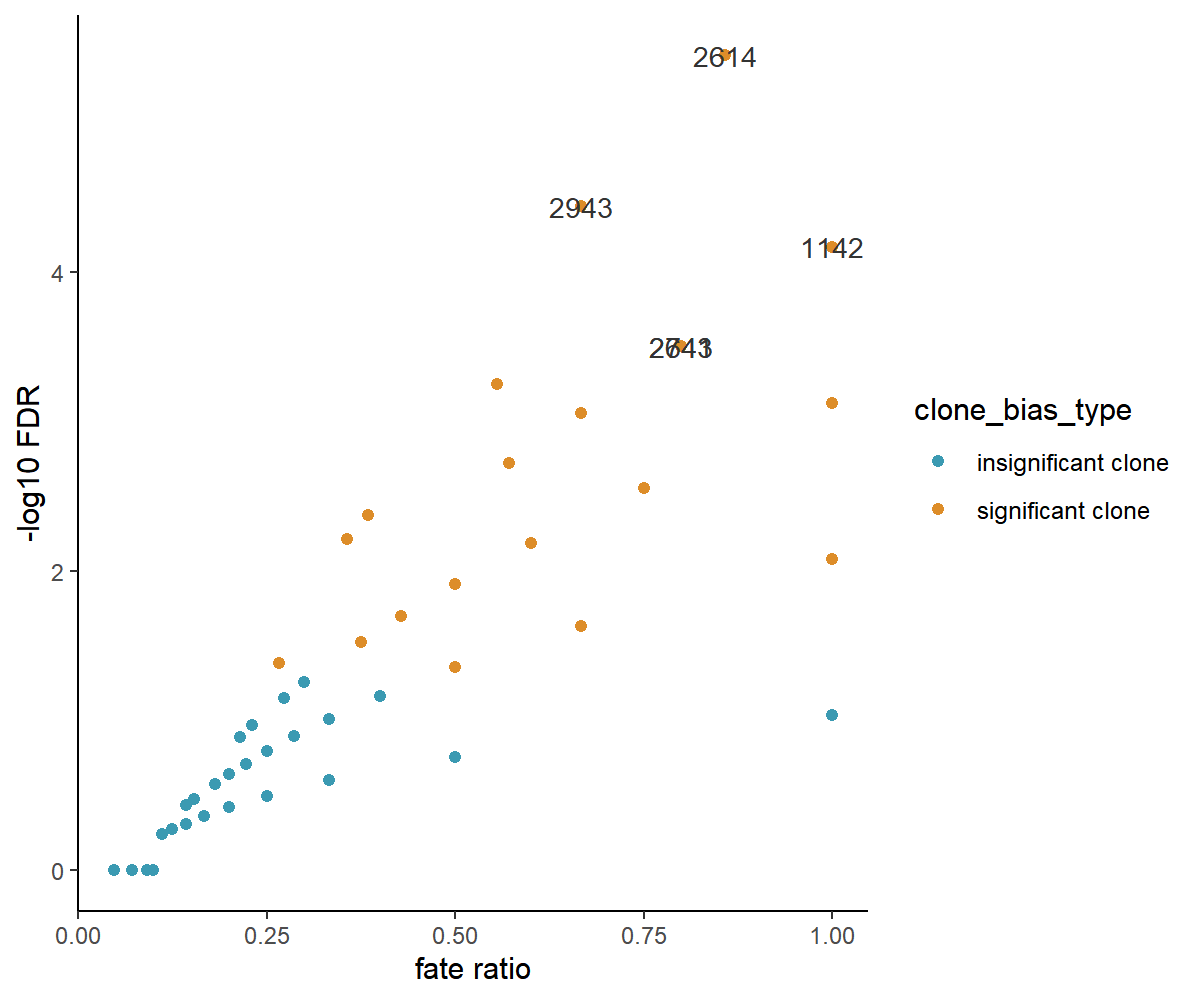 2614
2943
1142
4
2
0
-log10 FDR
0.00 0.25 0.50 0.75 1.00
fate ratio
clone_bias_type
insignificant clone
significant clone